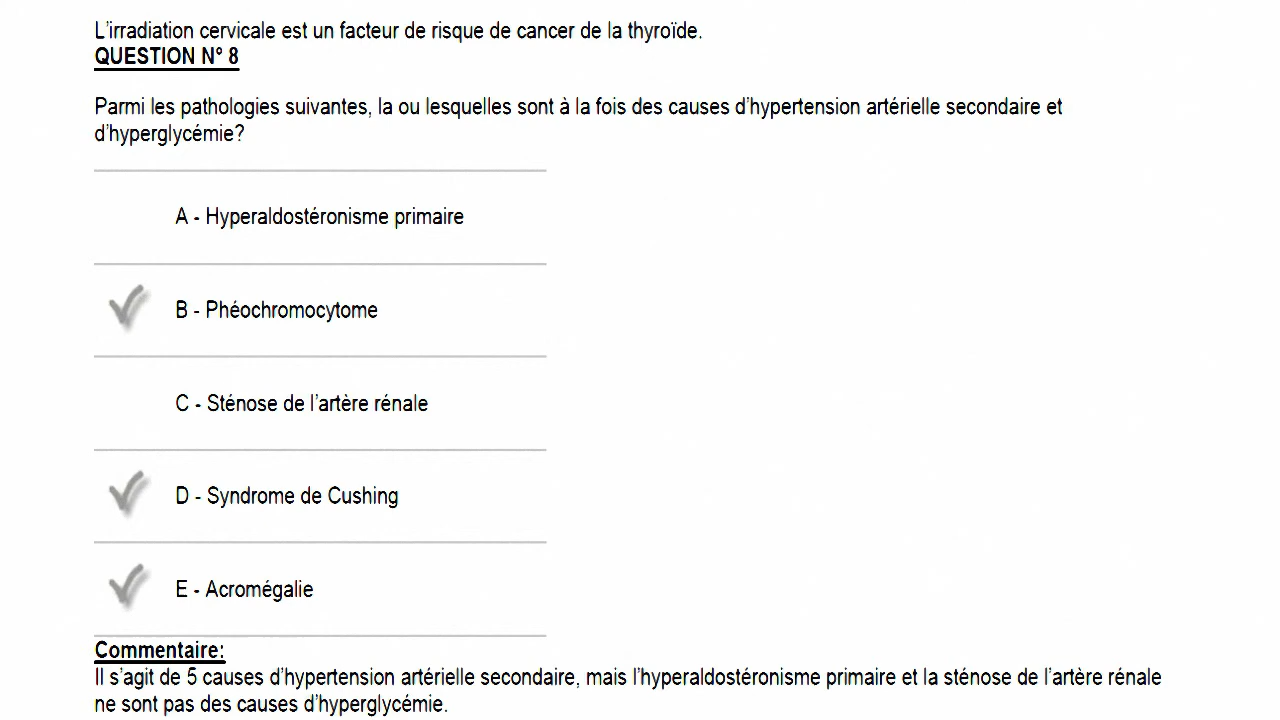 L'irradiation cervicale est un facteur de risque de cancer de la thyroïde.
QUESTION N° 8
Parmi les pathologies suivantes, la ou lesquelles sont à la fois des causes d'hypertension artérielle secondaire et
d'hyperglycémie?
A - Hyperaldostéronisme primaire
B - Phéochromocytome
C - Sténose de l'artère rénale
D - Syndrome de Cushing
E - Acromégalie
Commentaire:
Il s'agit de 5 causes d'hypertension artérielle secondaire, mais l'hyperaldostéronisme primaire et la sténose de l'artère rénale
ne sont pas des causes d'hyperglycémie.